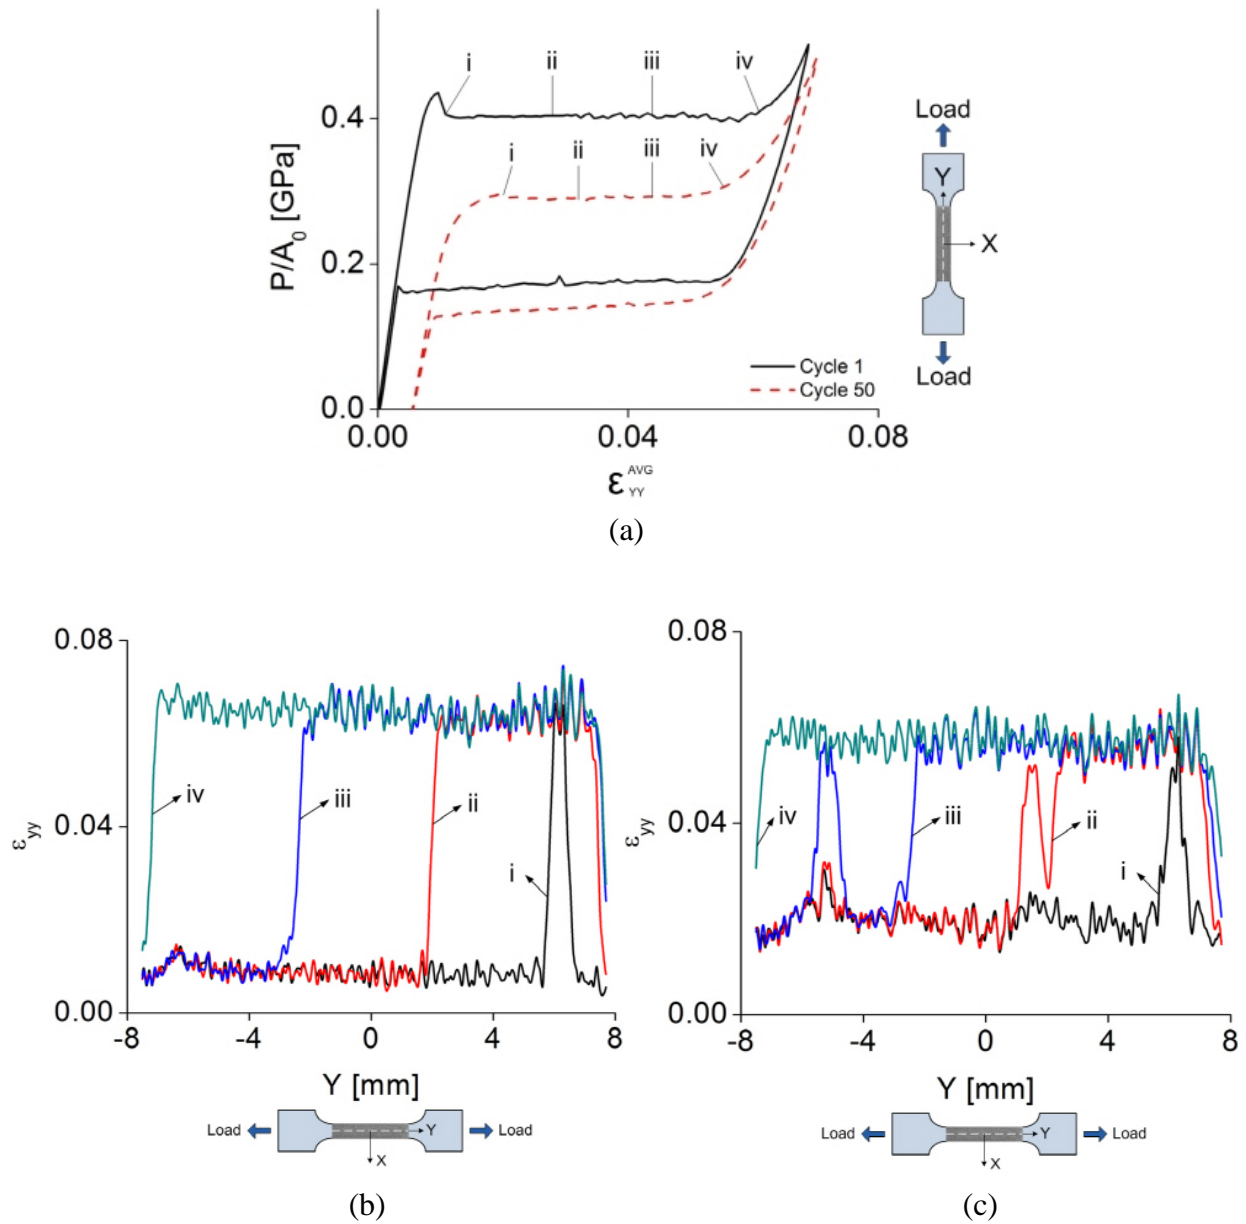 i ii iii iv
Load
0.4
i ii iii iv
Y
P/A0 [GPa]
X
0.2
Cycle 1
Cycle 50
Load
0.0
0.00 0.04 0.08
ε AVG YY
(a)
0.08
iv iii ii
0.04
εyy
i
0.00
-8 -4 0 4 8
Y [mm]
Load Y Load
X
(b)
0.08
iv iii ii
0.04
εyy
i
0.00
-8 -4 0 4 8
Y [mm]
Load Y Load
X
(c)